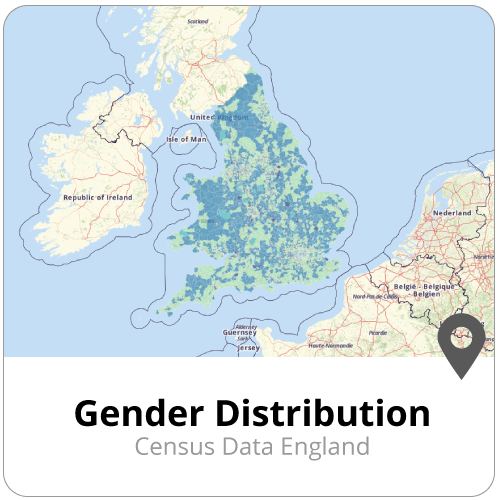 Scotland
United Kingdom
Isle of Man
Republic of Ireland
Nederland
België - Belgique
- Belgien
Nord-Pas-de-Calais
Alderney
Guernsey
Sark
Jersey
Picardie
Haute-Normandie
Gender Distribution
Census Data England